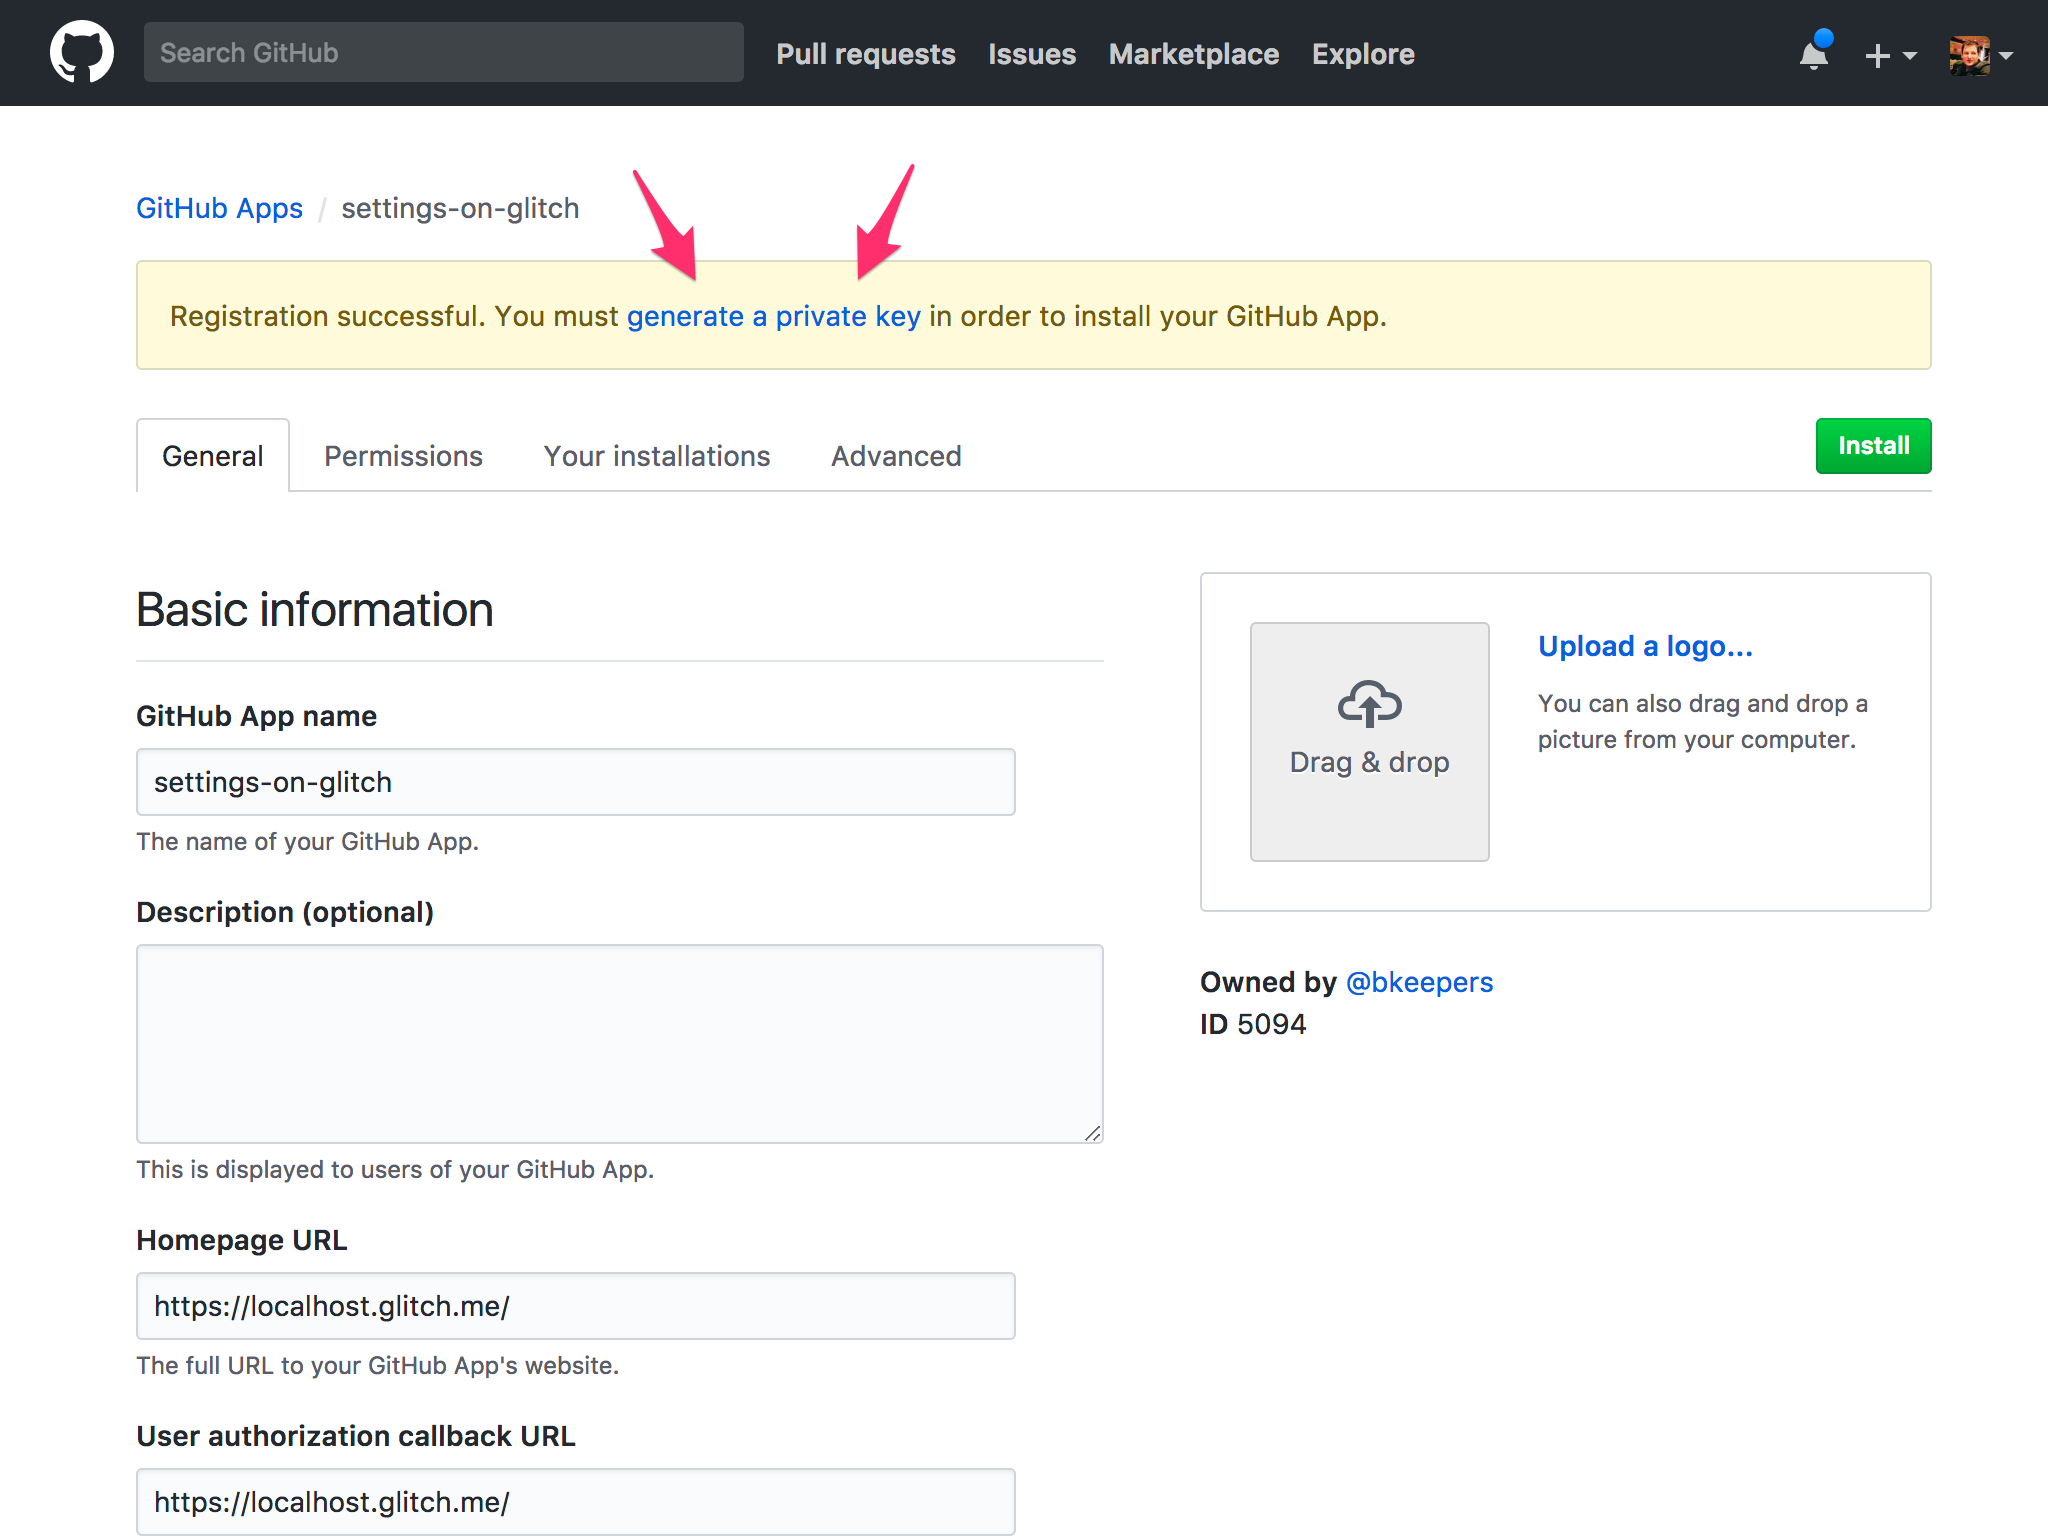 Search GitHub
Pull requests Issues Marketplace Explore
GitHub Apps / settings-on-glitch
Registration successful. You must generate a private key in order to install your GitHub App.
General Permissions Your installations Advanced
Install
Basic information
GitHub App name
settings-on-glitch
The name of your GitHub App.
Description (optional)
This is displayed to users of your GitHub App.
Homepage URL
https://localhost.glitch.me/
The full URL to your GitHub App's website.
User authorization callback URL
https://localhost.glitch.me/
Drag & drop
Upload a logo...
You can also drag and drop a
picture from your computer.
Owned by @bkeepers
ID 5094